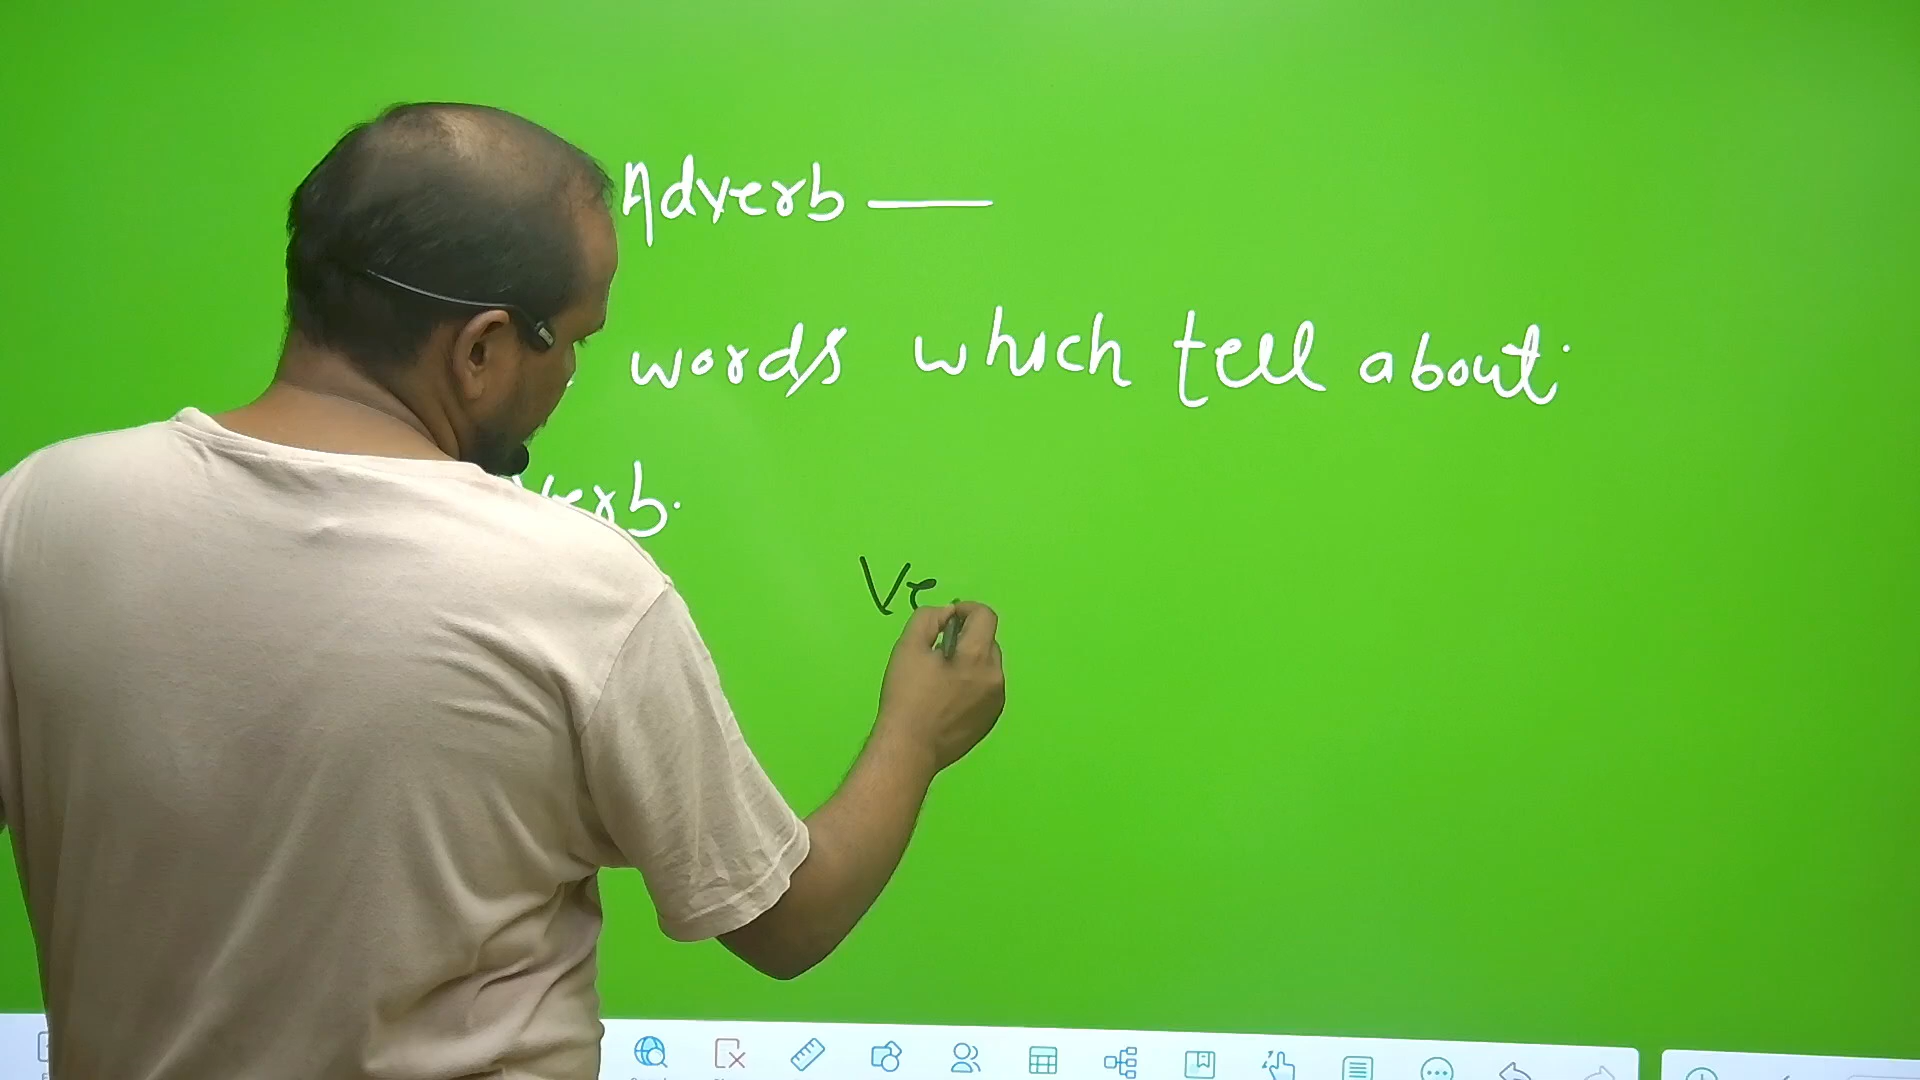 Adverb —
words which tell about
verb.
Ve